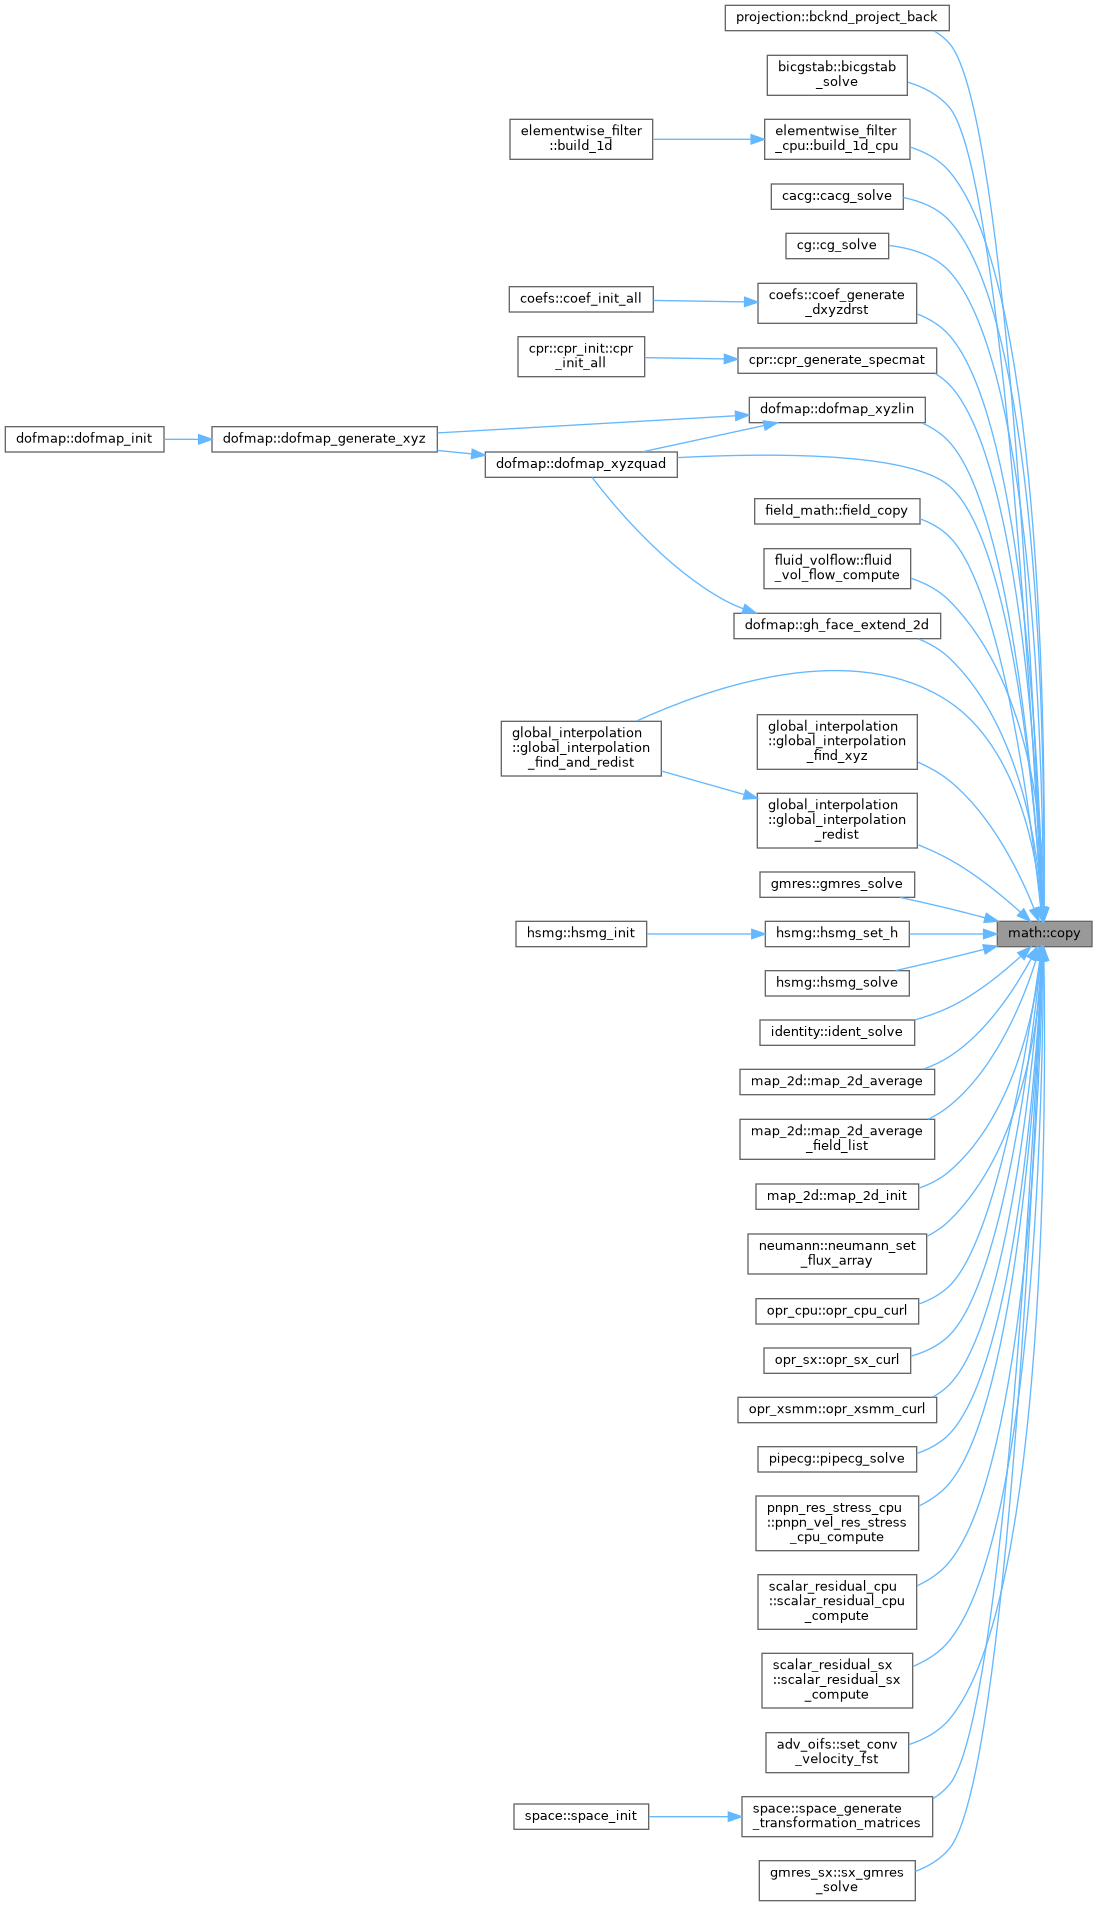 projection::bcknd_project_back
bicgstab::bicgstab
_solve
elementwise_filter
::build_1d
elementwise_filter
_cpu::build_1d_cpu
cacg::cacg_solve
cg::cg_solve
coefs::coef_init_all
coefs::coef_generate
_dxyzdrst
cpr::cpr_init::cpr
_init_all
cpr::cpr_generate_specmat
dofmap::dofmap_xyzlin
dofmap::dofmap_init
dofmap::dofmap_generate_xyz
dofmap::dofmap_xyzquad
field_math::field_copy
fluid_volflow::fluid
_vol_flow_compute
dofmap::gh_face_extend_2d
global_interpolation
::global_interpolation
_find_and_redist
global_interpolation
::global_interpolation
_find_xyz
global_interpolation
::global_interpolation
_redist
gmres::gmres_solve
hsmg::hsmg_init
hsmg::hsmg_set_h
math::copy
hsmg::hsmg_solve
identity::ident_solve
map_2d::map_2d_average
map_2d::map_2d_average
_field_list
map_2d::map_2d_init
neumann::neumann_set
_flux_array
opr_cpu::opr_cpu_curl
opr_sx::opr_sx_curl
opr_xsmm::opr_xsmm_curl
pipecg::pipecg_solve
pnpn_res_stress_cpu
::pnpn_vel_res_stress
_cpu_compute
scalar_residual_cpu
::scalar_residual_cpu
_compute
scalar_residual_sx
::scalar_residual_sx
_compute
adv_oifs::set_conv
_velocity_fst
space::space_init
space::space_generate
_transformation_matrices
gmres_sx::sx_gmres
_solve